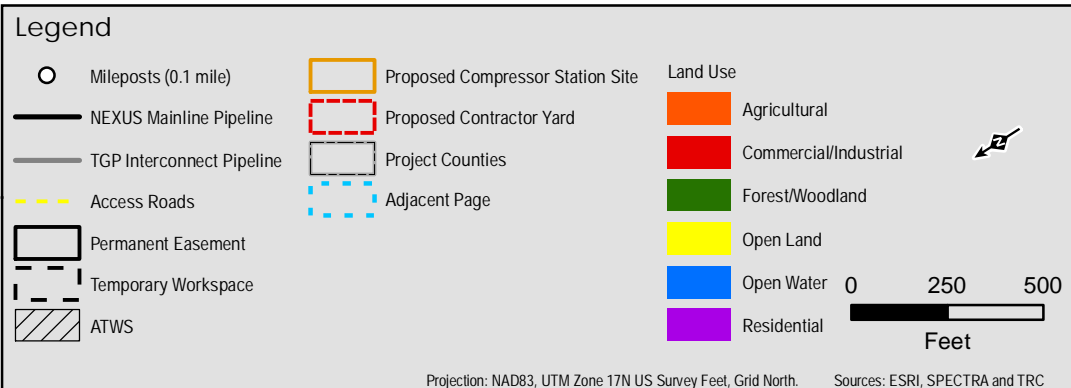 Legend
Mileposts (0.1 mile)
NEXUS Mainline Pipeline
TGP Interconnect Pipeline
Access Roads
Permanent Easement
Temporary Workspace
ATWS
Proposed Compressor Station Site
Proposed Contractor Yard
Project Counties
Adjacent Page
Land Use
Agricultural
Commercial/Industrial
Forest/Woodland
Open Land
Open Water
Residential
N
0 250 500
Feet
Projection: NAD83, UTM Zone 17N US Survey Feet, Grid North. Sources: ESRI, SPECTRA and TRC